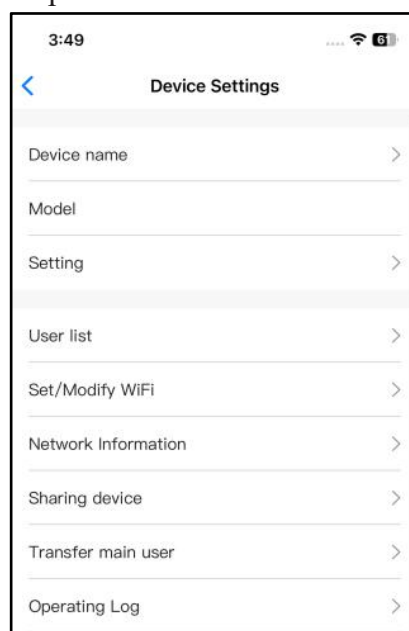 3:49
61
Device Settings
Device name
Model
Setting
User list
Set/Modify WiFi
Network Information
Sharing device
Transfer main user
Operating Log